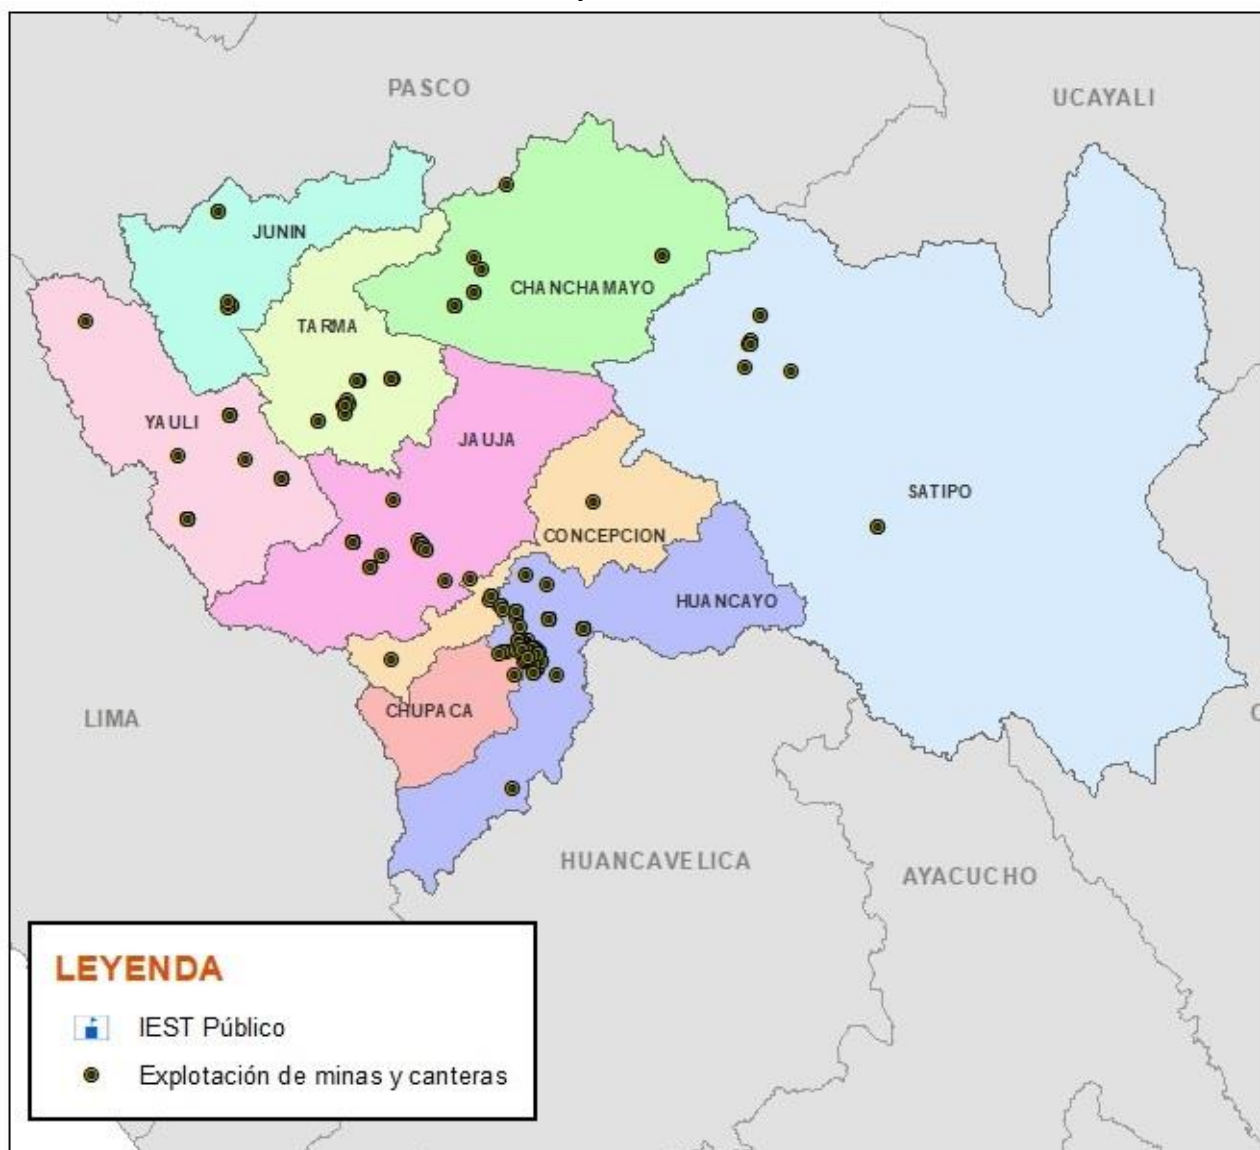 PASCO
UCAYALI
JUNIN
CHANCHAMAYO
TARMA
YAULI
JAUJA
SATIPO
CONCEPCION
HUANCAYO
CHUPACA
LIMA
HUANCAVELICA
AYACUCHO
LEYENDA
IEST Público
Explotación de minas y canteras